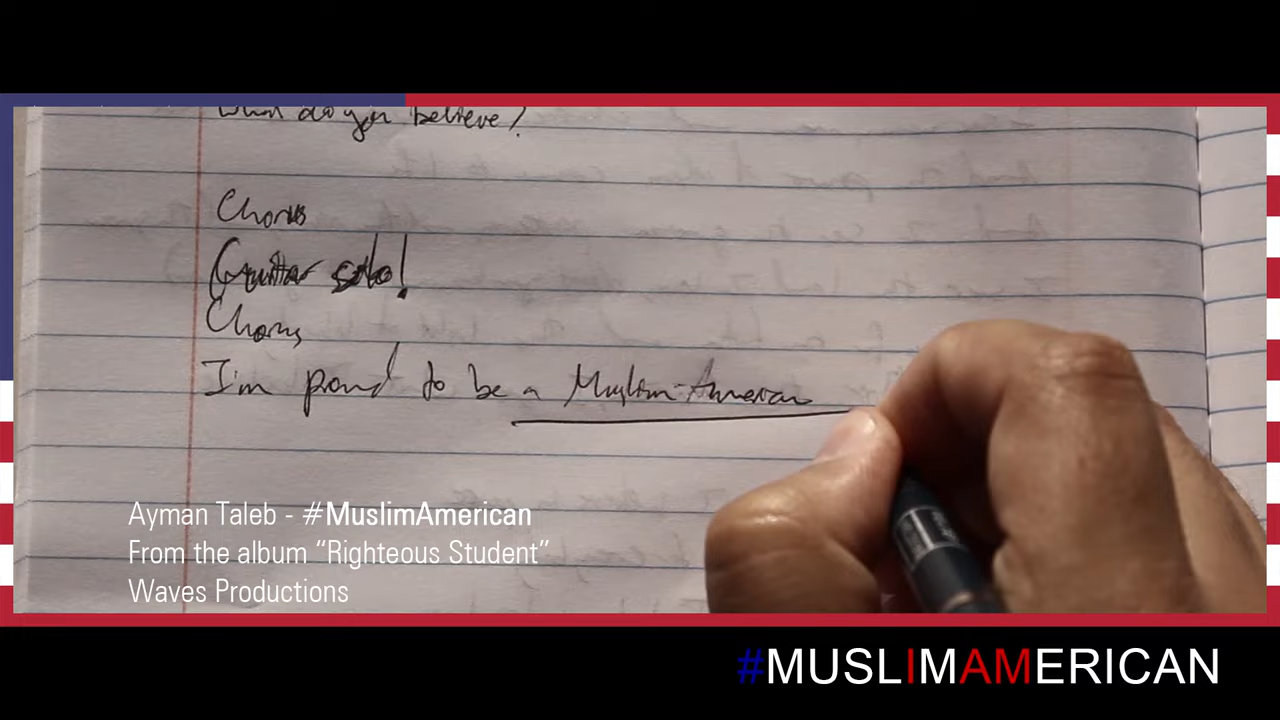 What do you believe?
Chorus
Guitar solo!
Chorus
I'm proud to be a Muslim-American
Ayman Taleb - #MuslimAmerican
From the album “Righteous Student”
Waves Productions
#MUSLIMAMERICAN